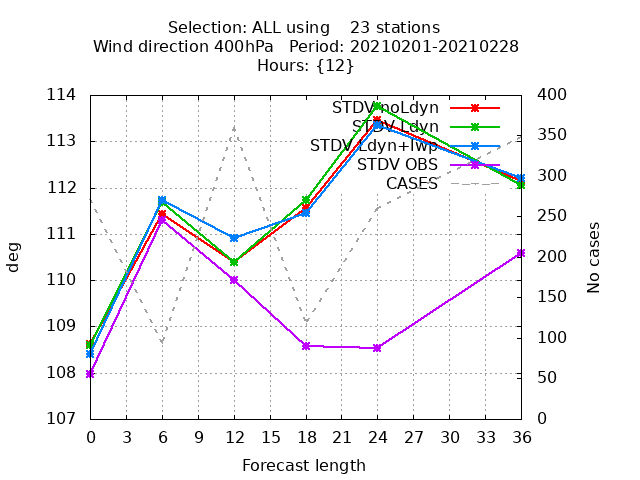 Selection: ALL using 23 stations
Wind direction 400hPa Period: 20210201-20210228
Hours: {12}
114 400
STDV noLdyn
STDV Ldyn
113 350
STDV Ldyn+lwp
STDV OBS
300
CASES
112
250
111
200
110
150
109
100
108
50
107 0
deg
No cases
0 3 6 9 12 15 18 21 24 27 30 33 36
Forecast length